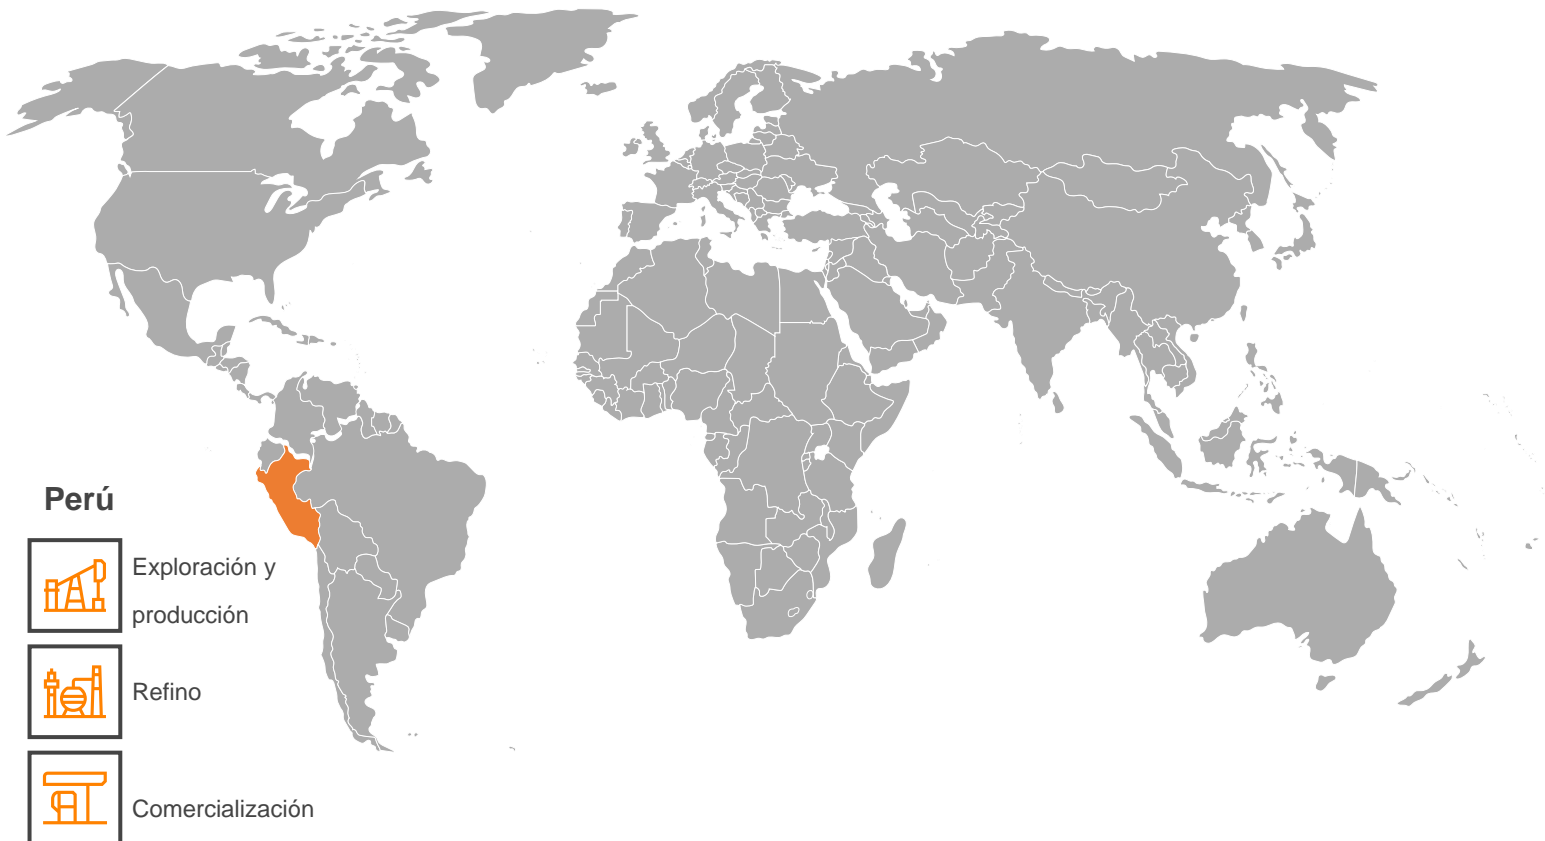 Perú
Exploración y
producción
Refino
Comercialización